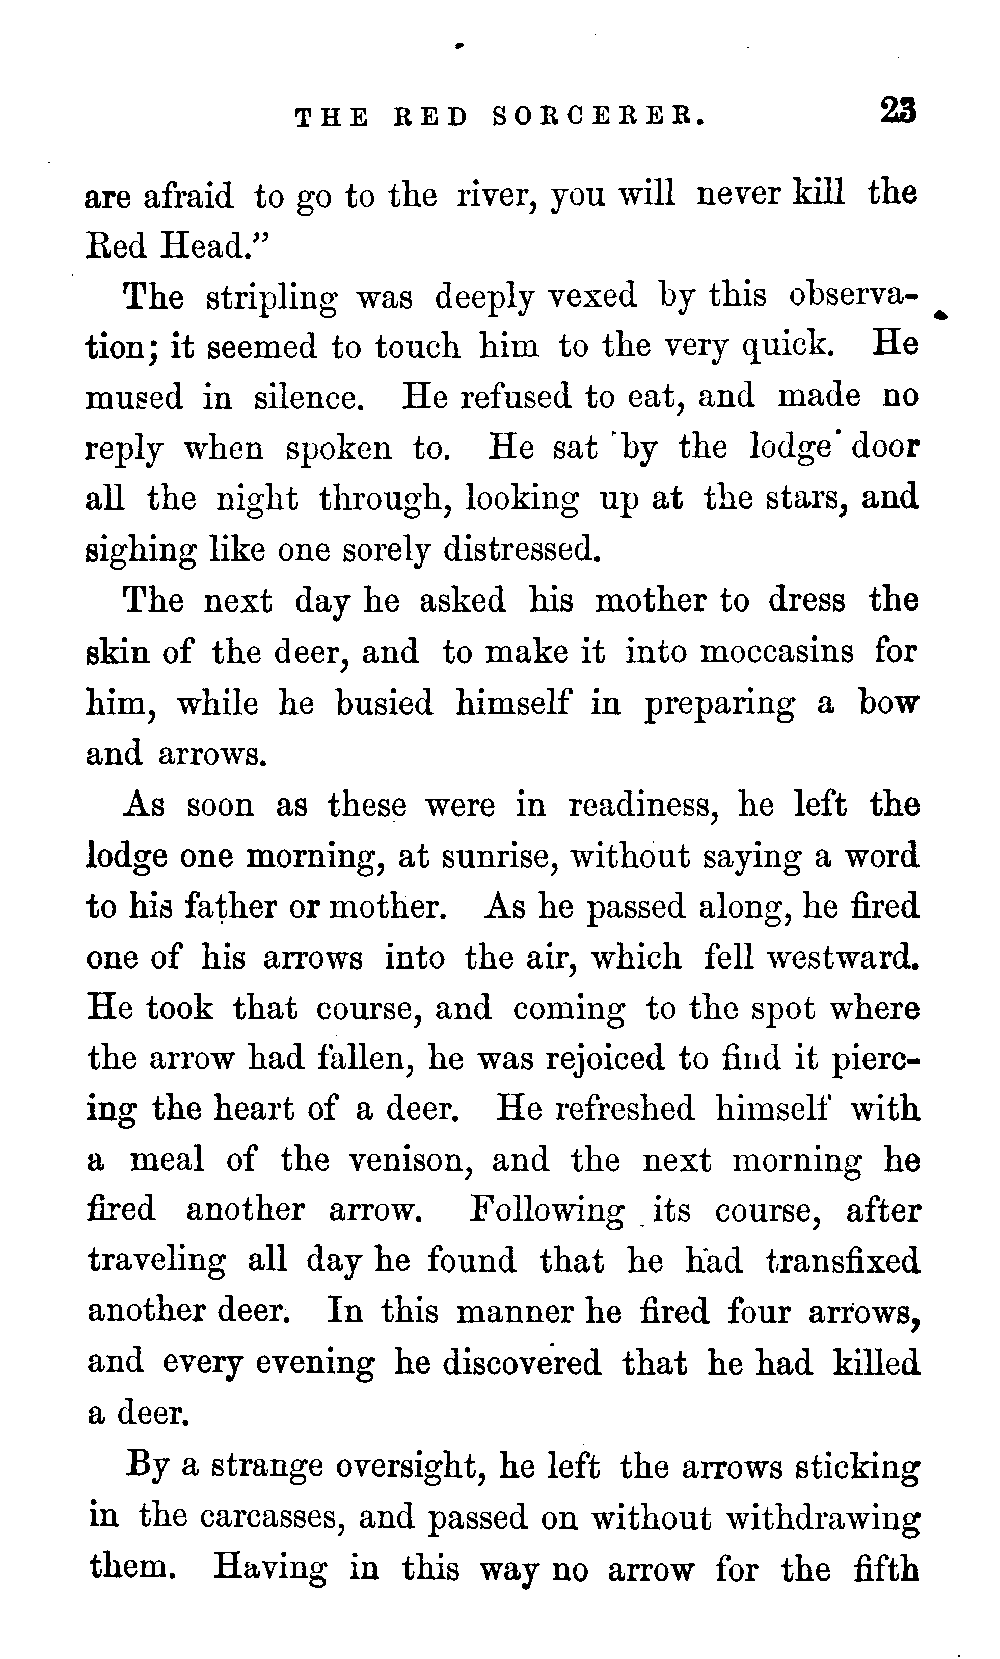 THE RED SORCERER. 23
are afraid to go to the river, you will never kill the
Red Head."
The stripling was deeply vexed by this observa-
tion; it seemed to touch him to the very quick. He
mused in silence. He refused to eat, and made no
reply when spoken to. He sat by the lodge door
all the night through, looking up at the stars, and
sighing like one sorely distressed.
The next day he asked his mother to dress the
skin of the deer, and to make it into moccasins for
him, while he busied himself in preparing a bow
and arrows.
As soon as these were in readiness, he left the
lodge one morning, at sunrise, without saying a word
to his father or mother. As he passed along, he fired
one of his arrows into the air, which fell westward.
He took that course, and coming to the spot where
the arrow had fallen, he was rejoiced to find it pierc-
ing the heart of a deer. He refreshed himself with
a meal of the venison, and the next morning he
fired another arrow. Following its course, after
traveling all day he found that he had transfixed
another deer. In this manner he fired four arrows,
and every evening he discovered that he had killed
a deer.
By a strange oversight, he left the arrows sticking
in the carcasses, and passed on without withdrawing
them. Having in this way no arrow for the fifth